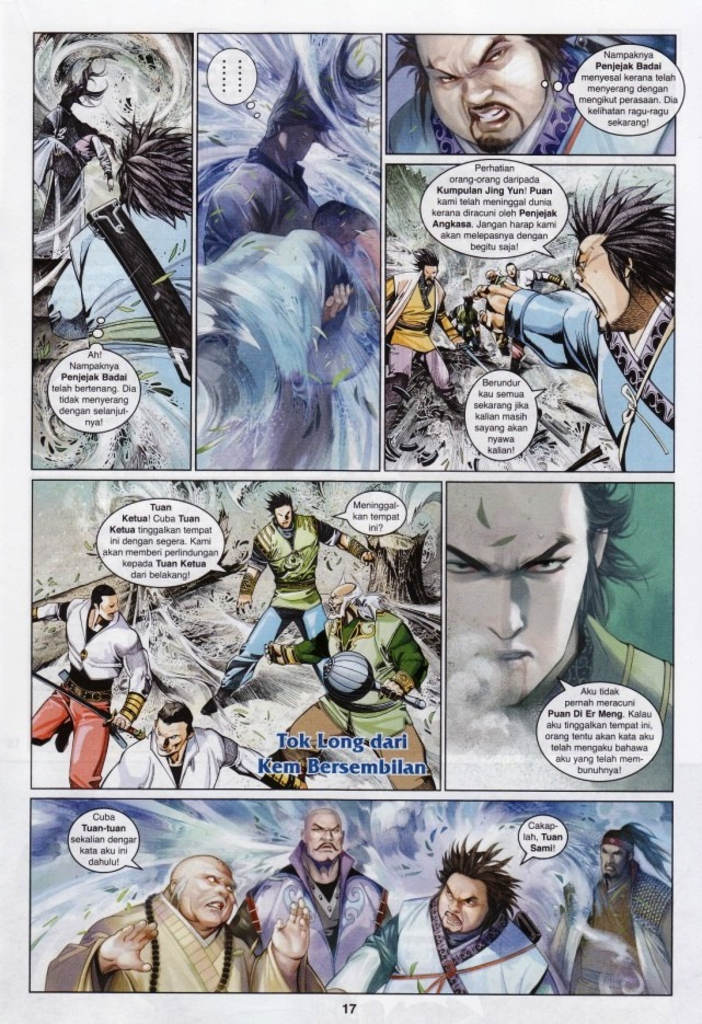 Ah!
Nampaknya
Penjejak Badai
telah bertenang. Dia
tidak menyerang
dengan selanjut-
nya!
Nampaknya
Penjejak Badai
menyesal kerana telah
menyerang dengan
mengikut perasaan. Dia
kelihatan ragu-ragu
sekarang!
Perhatian
orang-orang daripada
Kumpulan Jing Yun! Puan
kami telah meninggal dunia
kerana diracuni oleh Penjejak
Angkasa. Jangan harap kami
akan melepasnya dengan
begitu saja!
Berundur
kau semua
sekarang jika
kalian masih
sayang akan
nyawa
kalian!
Tuan
Ketua! Cuba Tuan
Ketua tinggalkan tempat
ini dengan segera. Kami
akan memberi perlindungan
kepada Tuan Ketua
dari belakang!
Meninggal-
kan tempat
ini?
Tok Long dari
Kem Bersembilan
Aku tidak
pernah meracuni
Puan Di Er Meng. Kalau
aku tinggalkan tempat ini,
orang tentu akan kata aku
telah mengaku bahawa
aku yang telah mem-
bunuhnya!
Cuba
Tuan-tuan
sekalian dengar
kata aku ini
dahulu!
Cakap-
lah, Tuan
Sami!
17